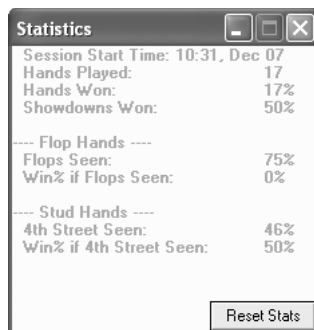 Statistics
Session Start Time: 10:31, Dec 07
Hands Played: 17
Hands Won: 17%
Showdowns Won: 50%
---- Flop Hands ----
Flops Seen: 75%
Win% if Flops Seen: 0%
---- Stud Hands ----
4th Street Seen: 46%
Win% if 4th Street Seen: 50%
Reset Stats